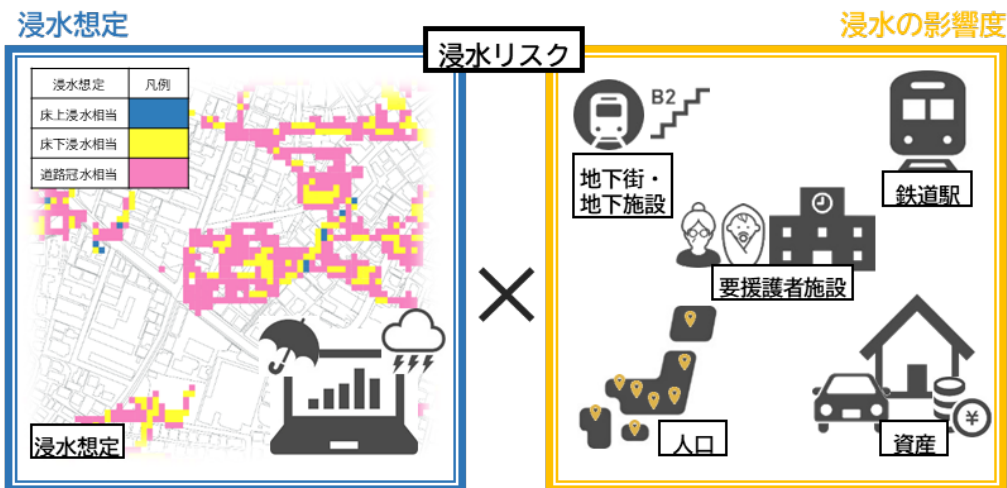 浸水想定
浸水の影響度
浸水リスク
浸水想定 凡例
床上浸水相当
床下浸水相当
道路冠水相当
浸水想定
×
B2
地下街・
地下施設
鉄道駅
要援護者施設
人口
¥
資産